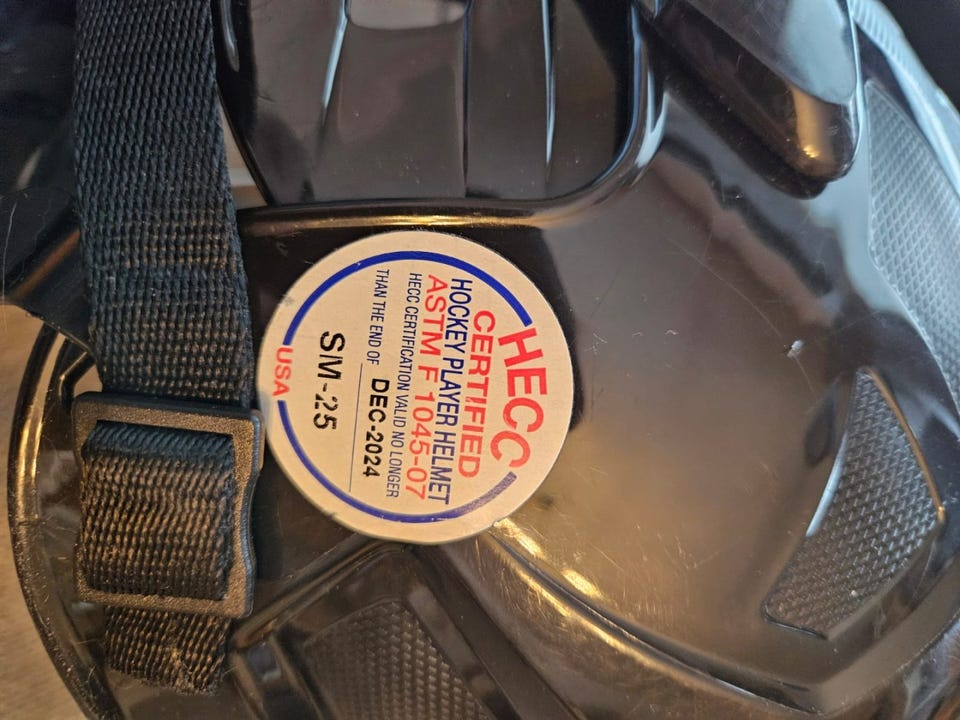 HECC
CERTIFIED
HOCKEY PLAYER HELMET
ASTM F 1045-07
HECC CERTIFICATION VALID NO LONGER
THAN THE END OF DEC-2024
SM-25
USA